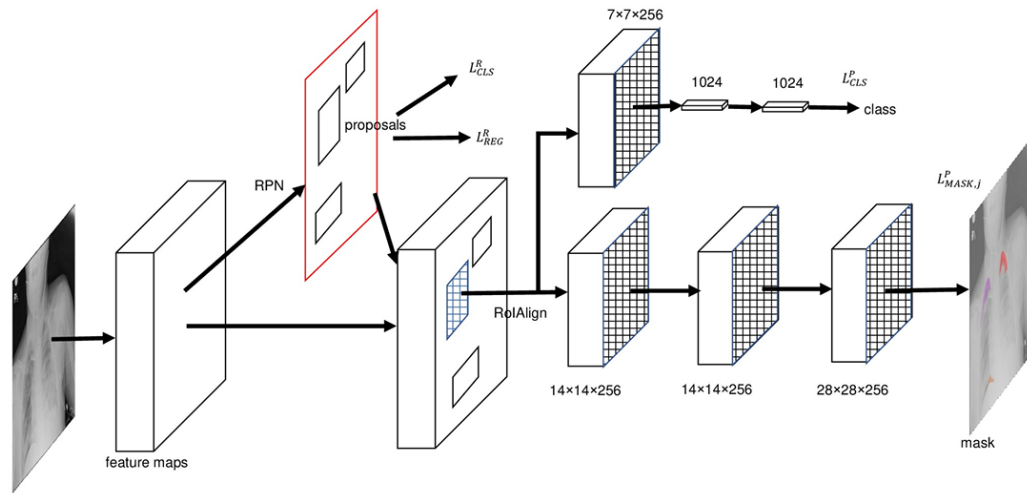 7×7×256
L^R_CLS
1024
1024
L^P_CLS
class
proposals
L^R_REG
RPN
L^P_MASK,j
RoIAlign
14×14×256
14×14×256
28×28×256
mask
feature maps